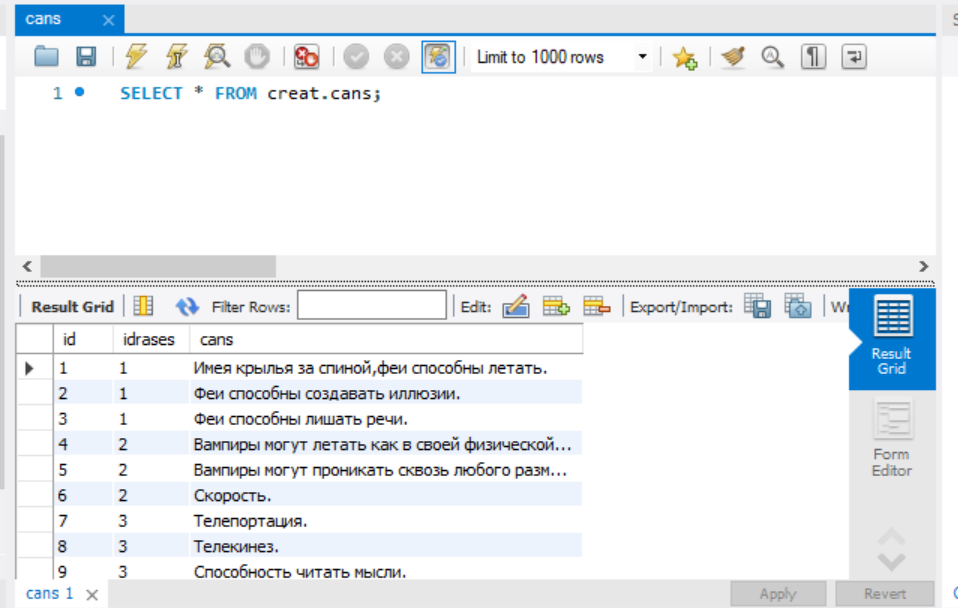 cans
Limit to 1000 rows
1 SELECT * FROM creat.cans;
Result Grid Filter Rows: Edit: Export/Import: Wr
id idrases cans
1 1 Имея крылья за спиной,феи способны летать.
2 1 Феи способны создавать иллюзии.
3 1 Феи способны лишать речи.
4 2 Вампиры могут летать как в своей физической...
5 2 Вампиры могут проникать сквозь любого разм...
6 2 Скорость.
7 3 Телепортация.
8 3 Телекинез.
9 3 Способность читать мысли.
Result
Grid
Form
Editor
cans 1 Apply Revert